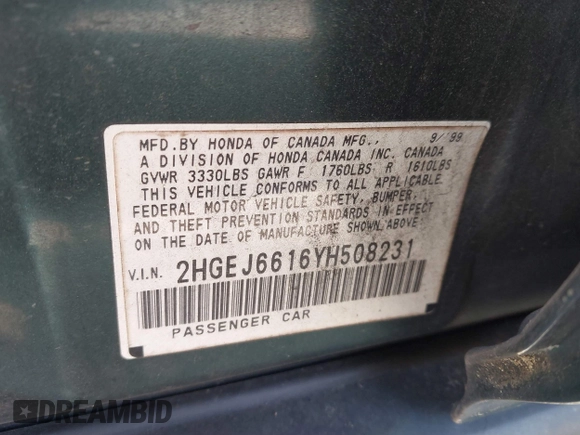 MFD.BY HONDA OF CANADA MFG., 9/'99
A DIVISION OF HONDA CANADA INC. CANADA
GVWR 3330LBS GAWR F 1760LBS R 1610LBS
THIS VEHICLE CONFORMS TO ALL APPLICABLE
FEDERAL MOTOR VEHICLE SAFETY, BUMPER,
AND THEFT PREVENTION STANDARDS IN EFFECT
ON THE DATE OF MANUFACTURE SHOWN ABOVE.
V.I.N. 2HGEJ6616YH508231
PASSENGER CAR
DREAMBID